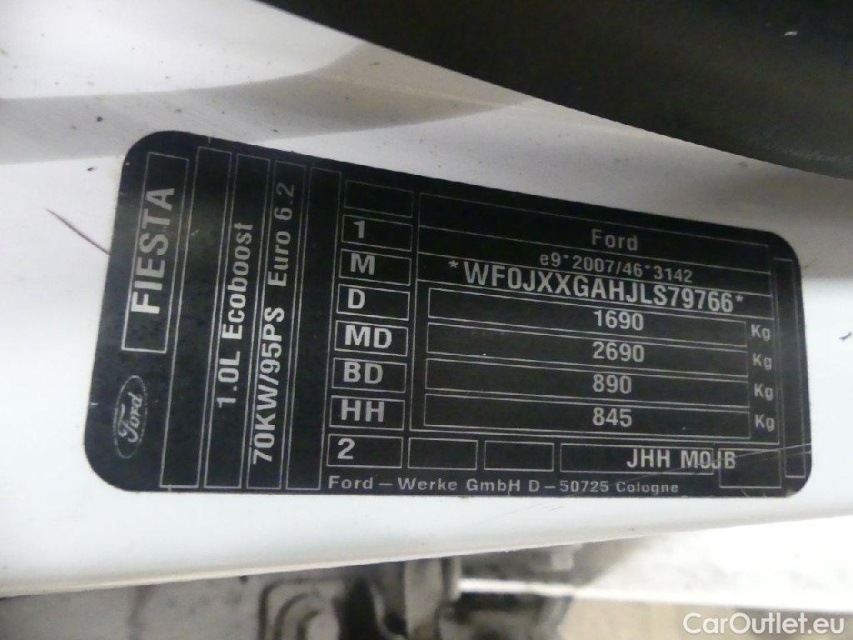 FIESTA
Ford
1.0L Ecoboost
70KW/95PS Euro 6.2
Ford
e9*2007/46*3142
*WF0JXXGAHJLS79766*
1 1690 Kg
M 2690 Kg
D 890 Kg
MD 845 Kg
BD
HH
2 JHH M0JB
Ford-Werke GmbH D-50725 Cologne
CarOutlet.eu